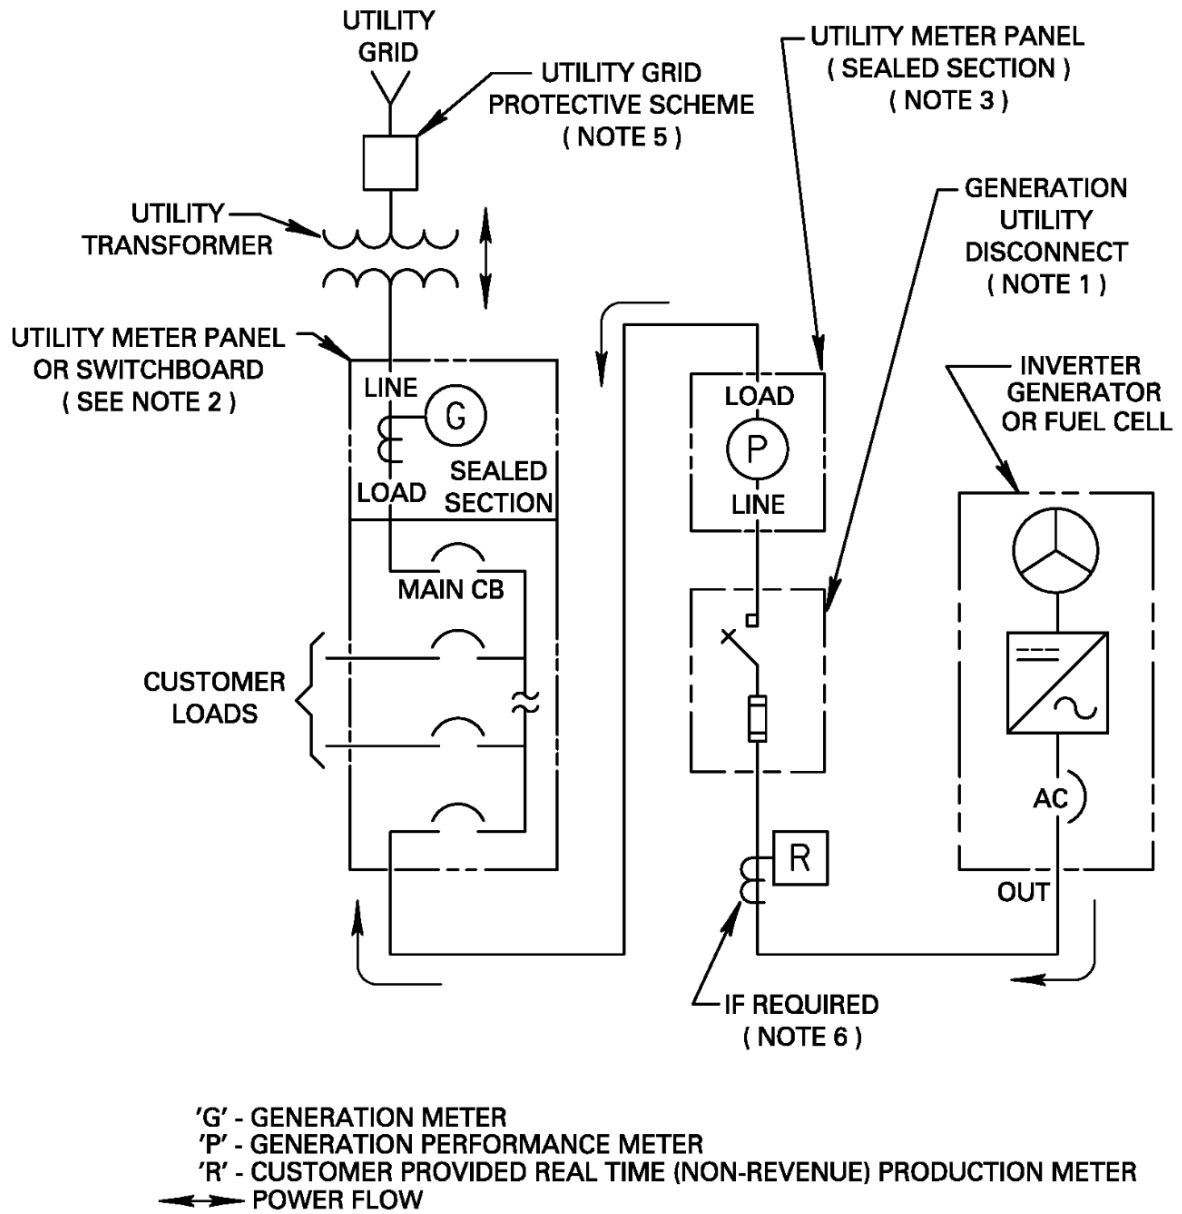 UTILITY
GRID
UTILITY GRID
PROTECTIVE SCHEME
( NOTE 5 )
UTILITY METER PANEL
( SEALED SECTION )
( NOTE 3 )
GENERATION
UTILITY
DISCONNECT
( NOTE 1 )
UTILITY
TRANSFORMER
UTILITY METER PANEL
OR SWITCHBOARD
( SEE NOTE 2 )
LINE
G
LOAD
SEALED
SECTION
MAIN CB
CUSTOMER
LOADS
LOAD
P
LINE
INVERTER
GENERATOR
OR FUEL CELL
AC
OUT
R
IF REQUIRED
( NOTE 6 )
'G' - GENERATION METER
'P' - GENERATION PERFORMANCE METER
'R' - CUSTOMER PROVIDED REAL TIME (NON-REVENUE) PRODUCTION METER
POWER FLOW